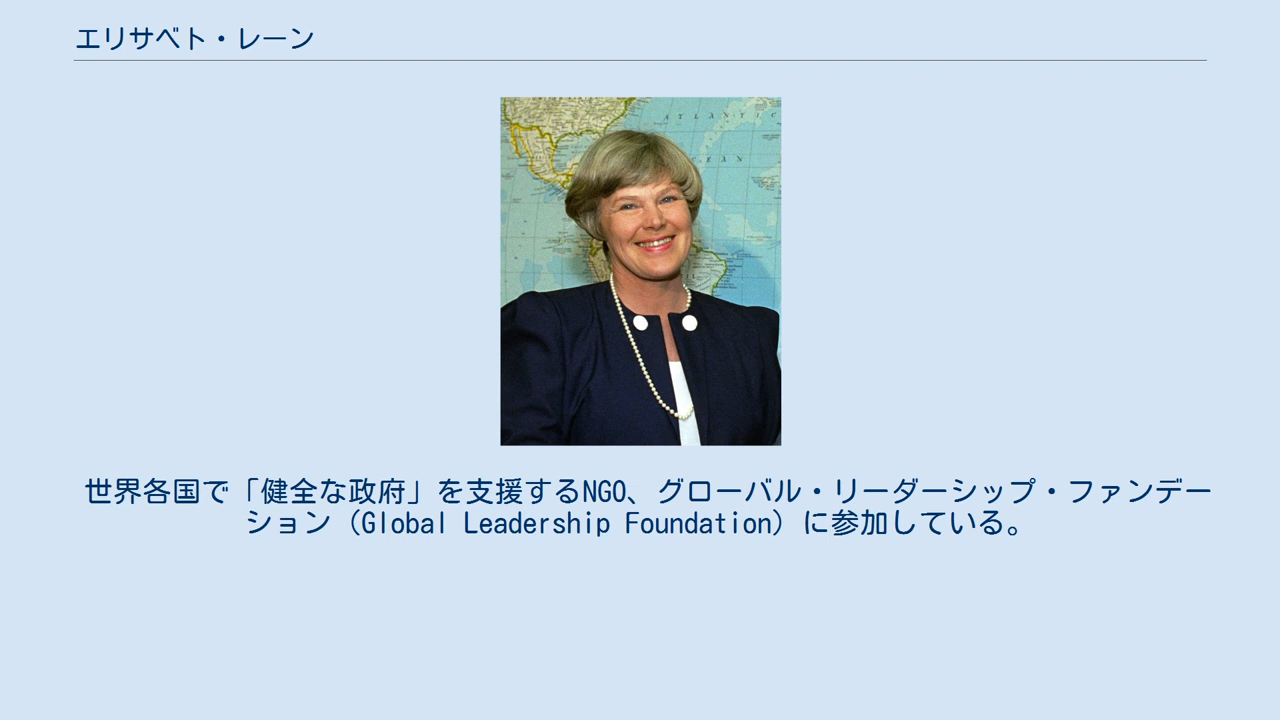 エリサベト・レーン
ATLANTIC
世界各国で「健全な政府」を支援するNGO、グローバル・リーダーシップ・ファンデー
ション（Global Leadership Foundation）に参加している。